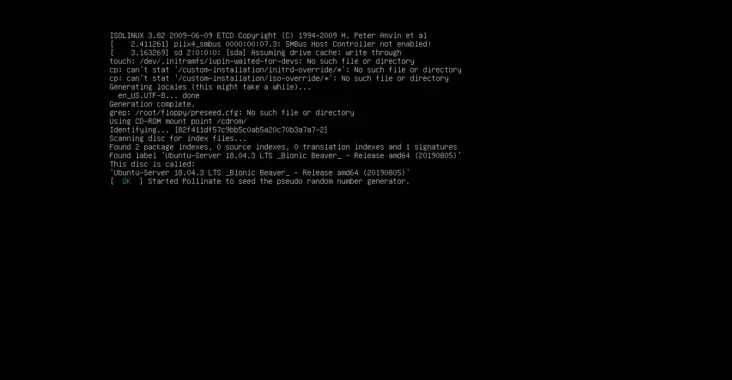 ISOLINUX 3.82 2009-06-09 ETCD Copyright (C) 1994-2009 H. Peter Anvin et al
[    2.411261] piix4_smbus 0000:00:07.3: SMBus Host Controller not enabled!
[    3.163269] sd 2:0:0:0: [sda] Assuming drive cache: write through
touch: /dev/.initramfs/lupin-waited-for-devs: No such file or directory
cp: can't stat '/custom-installation/initrd-override/*': No such file or directory
cp: can't stat '/custom-installation/iso-override/*': No such file or directory
Generating locales (this might take a while)...
  en_US.UTF-8... done
Generation complete.
grep: /root/floppy/preseed.cfg: No such file or directory
Using CD-ROM mount point /cdrom/
Identifying... [82f411df57c9bb5c0ab5a20c70b3a7a7-2]
Scanning disc for index files...
Found 2 package indexes, 0 source indexes, 0 translation indexes and 1 signatures
Found label 'Ubuntu-Server 18.04.3 LTS _Bionic Beaver_ - Release amd64 (20190805)'
This disc is called:
'Ubuntu-Server 18.04.3 LTS _Bionic Beaver_ - Release amd64 (20190805)'
[  OK  ] Started Pollinate to seed the pseudo random number generator.